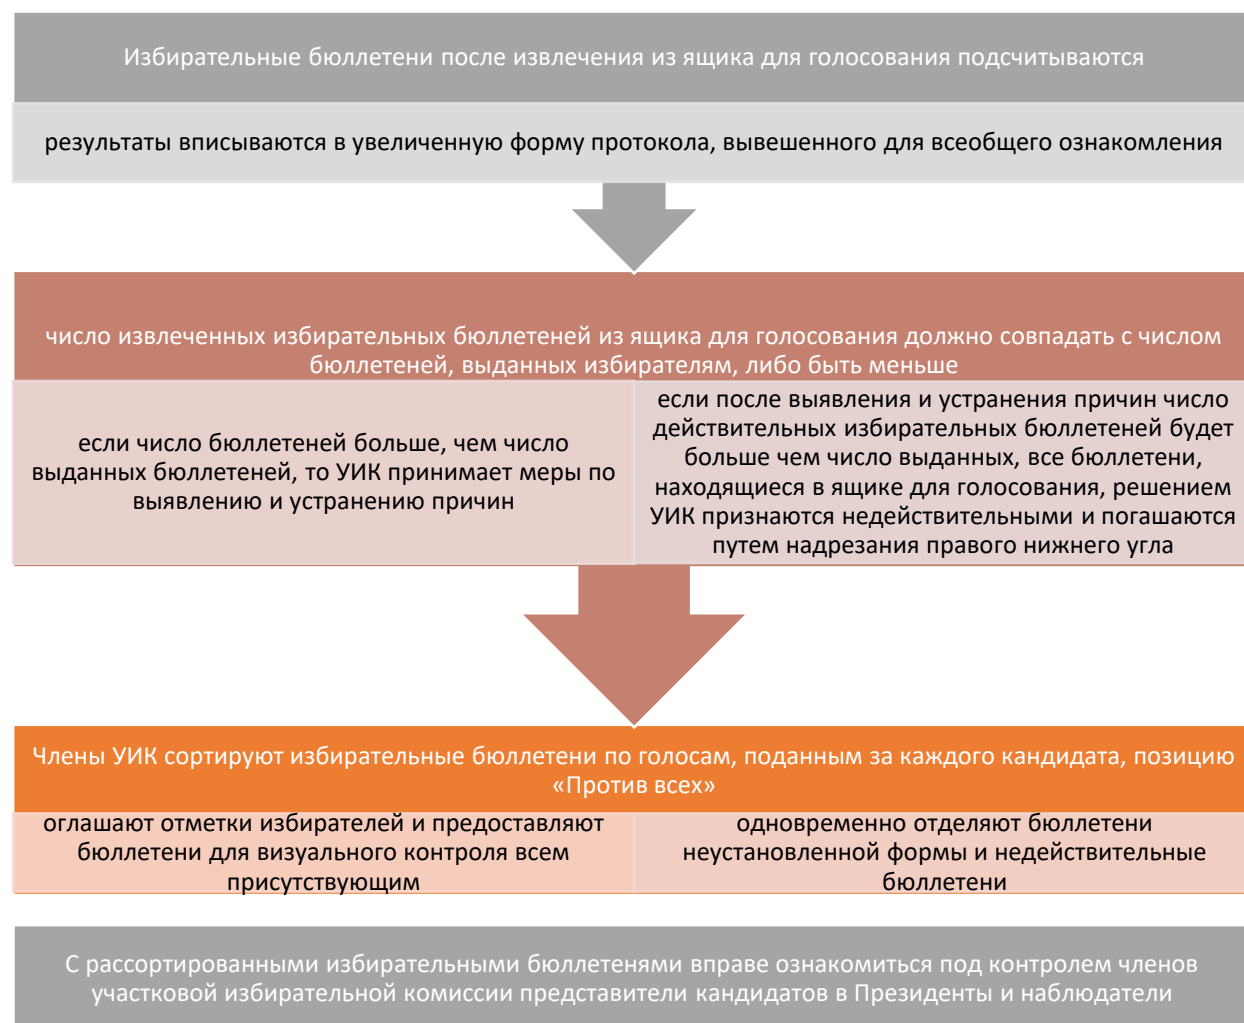 Избирательные бюллетени после извлечения из ящика для голосования подсчитываются
результаты вписываются в увеличенную форму протокола, вывешенного для всеобщего ознакомления
число извлеченных избирательных бюллетеней из ящика для голосования должно совпадать с числом
бюллетеней, выданных избирателям, либо быть меньше
если число бюллетеней больше, чем число
выданных бюллетеней, то УИК принимает меры по
выявлению и устранению причин
если после выявления и устранения причин число
действительных избирательных бюллетеней будет
больше чем число выданных, все бюллетени,
находящиеся в ящике для голосования, решением
УИК признаются недействительными и погашаются
путем надрезания правого нижнего угла
Члены УИК сортируют избирательные бюллетени по голосам, поданным за каждого кандидата, позицию
«Против всех»
оглашают отметки избирателей и предоставляют
бюллетени для визуального контроля всем
присутствующим
одновременно отделяют бюллетени
неустановленной формы и недействительные
бюллетени
С рассортированными избирательными бюллетенями вправе ознакомиться под контролем членов
участковой избирательной комиссии представители кандидатов в Президенты и наблюдатели